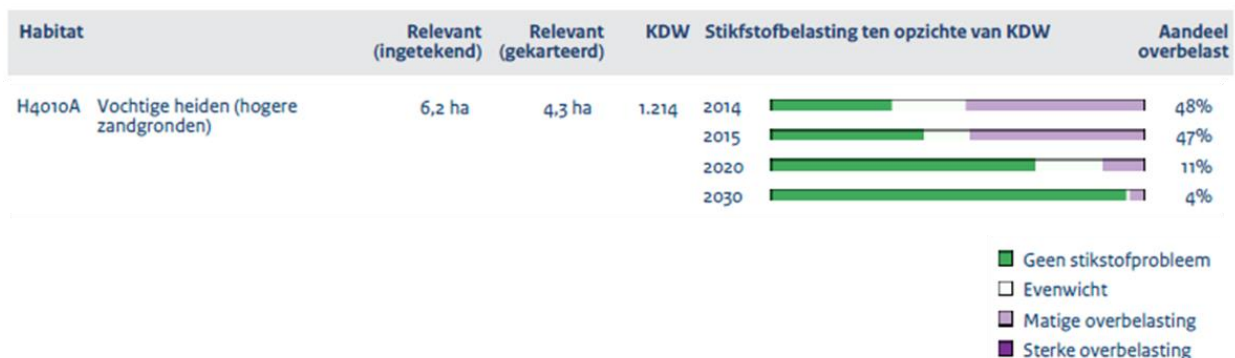 Habitat Relevant (ingetekend) Relevant (gekarteerd) KDW Stikfstofbelasting ten opzichte van KDW Aandeel overbelast
H4010A Vochtige heiden (hogere zandgronden) 6,2 ha 4,3 ha 1.214 2014 48%
2015 47%
2020 11%
2030 4%
Geen stikstofprobleem
Evenwicht
Matige overbelasting
Sterke overbelasting